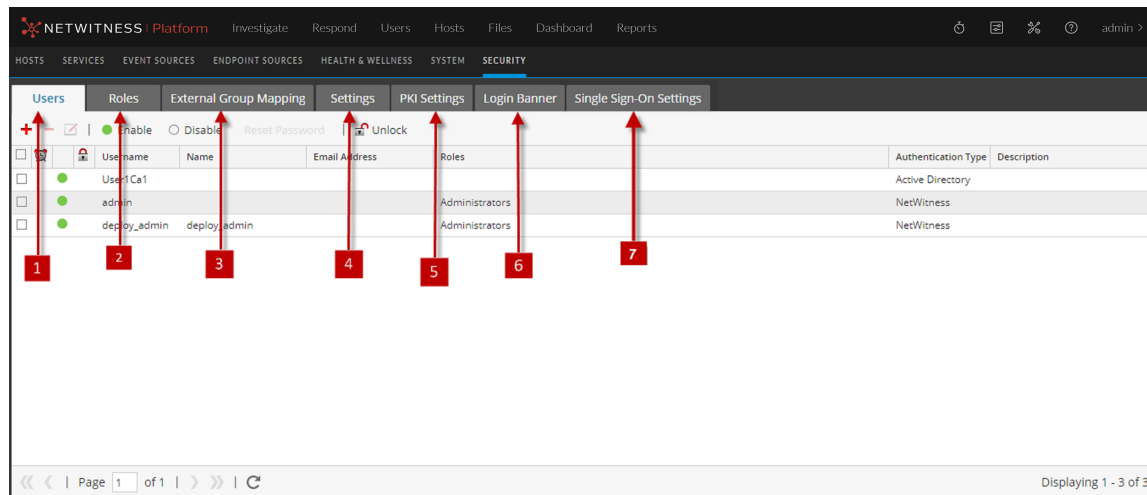 NETWITNESS | Platform Investigate Respond Users Hosts Files Dashboard Reports admin >
HOSTS SERVICES EVENT SOURCES ENDPOINT SOURCES HEALTH & WELLNESS SYSTEM SECURITY
Users Roles External Group Mapping Settings PKI Settings Login Banner Single Sign-On Settings
Enable Disable Reset Password Unlock
Username Name Email Address Roles Authentication Type Description
User1Ca1 Active Directory
admin Administrators NetWitness
deploy_admin deploy_admin Administrators NetWitness
1 2 3 4 5 6 7
Page 1 of 1 Displaying 1 - 3 of 3